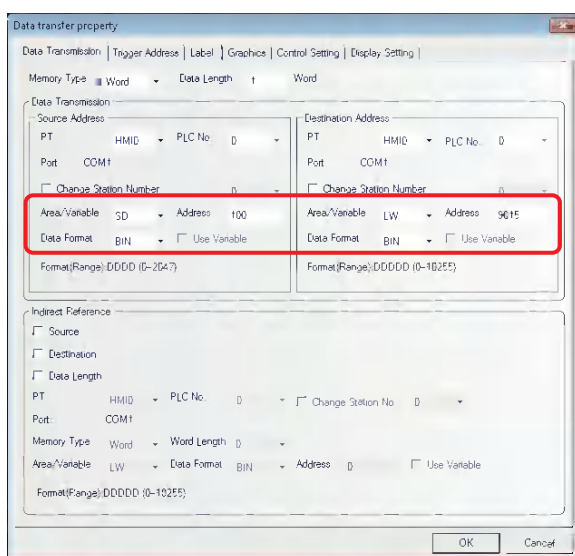 Data transfer property
Data Transmission Trigger Address Label Graphics Control Setting Display Setting
Memory Type Word Data Length 1 Word
Data Transmission
Source Address
PT HMI0 PLC No. 0
Port COM1
Change Station Number 0
Area/Variable SD Address 100
Data Format BIN Use Variable
Format(Range):DDDDD (0-2047)
Destination Address
PT HMI0 PLC No. 0
Port COM1
Change Station Number 0
Area/Variable LW Address 9015
Data Format BIN Use Variable
Format(Range):DDDDD (0-10255)
Indirect Reference
Source
Destination
Data Length
PT HMI0 PLC No. 0 Change Station No 0
Port: COM1
Memory Type Word Word Length 0
Area/Variable LW Data Format BIN Address 0 Use Variable
Format(Range):DDDDD (0-10255)
OK Cancel